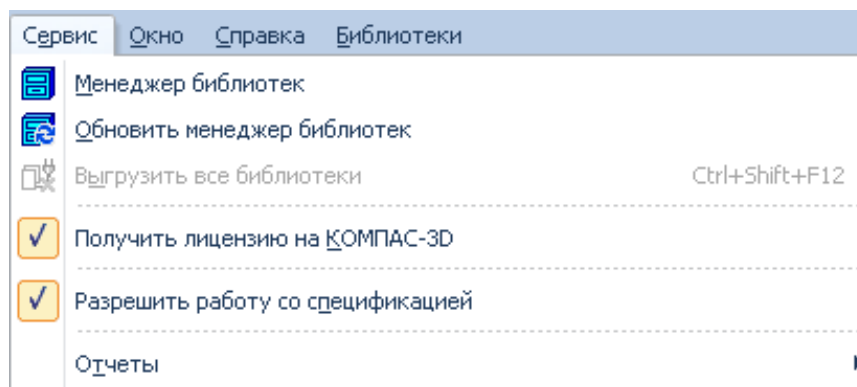 Сервис Окно Справка Библиотеки
Менеджер библиотек
Обновить менеджер библиотек
Выгрузить все библиотеки Ctrl+Shift+F12
Получить лицензию на КОМПАС-3D
Разрешить работу со спецификацией
Отчеты